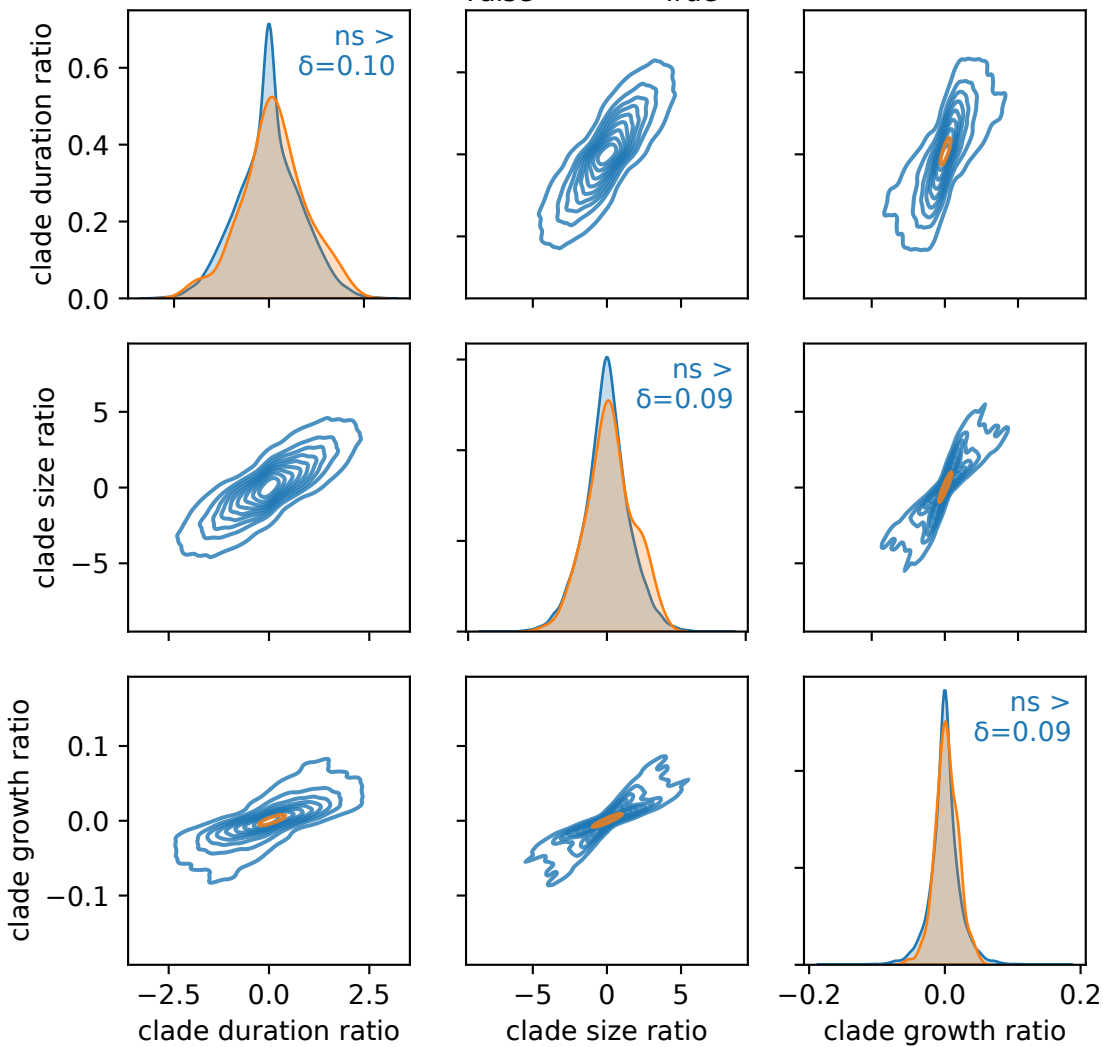 clade duration ratio
0.6
0.4
0.2
0.0
ns >
δ=0.10
clade size ratio
5
0
−5
ns >
δ=0.09
clade growth ratio
0.1
0.0
−0.1
ns >
δ=0.09
−2.5 0.0 2.5
−5 0 5
−0.2 0.0 0.2
clade duration ratio
clade size ratio
clade growth ratio